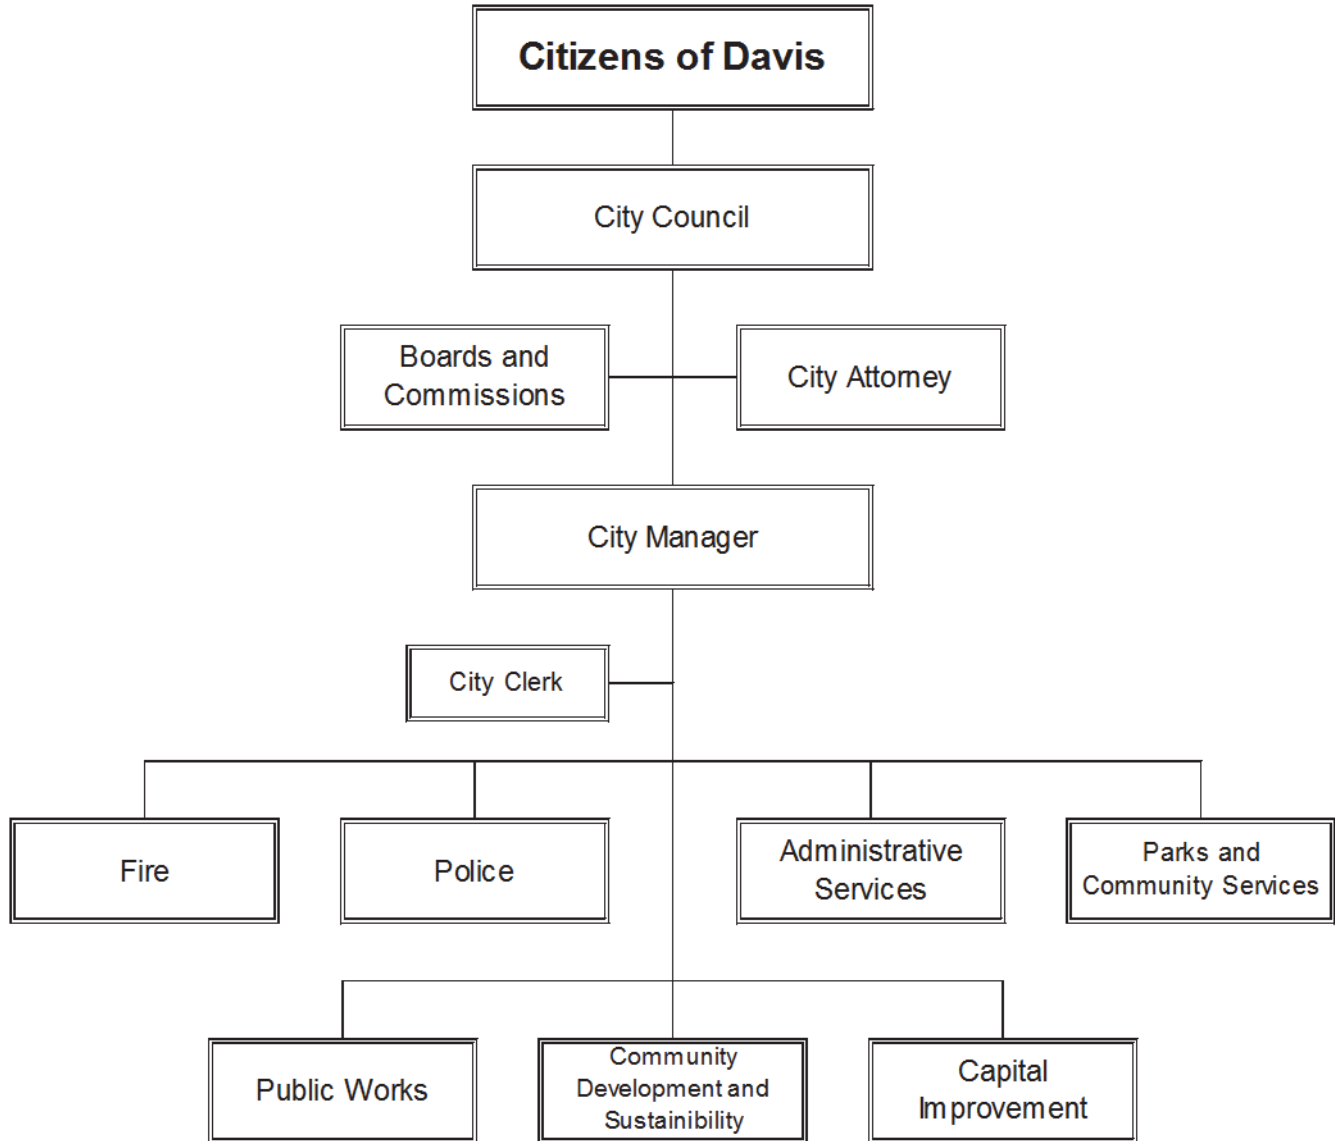 Citizens of Davis
City Council
Boards and
Commissions
City Attorney
City Manager
City Clerk
Fire
Police
Administrative
Services
Parks and
Community Services
Public Works
Community
Development and
Sustainibility
Capital
Improvement